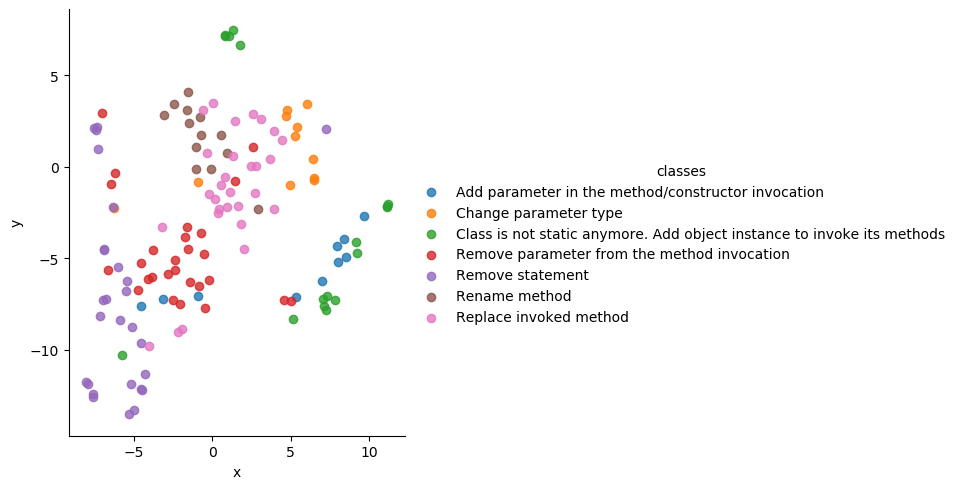 5
0
−5
−10
y
−5
0
5
10
x
classes
Add parameter in the method/constructor invocation
Change parameter type
Class is not static anymore. Add object instance to invoke its methods
Remove parameter from the method invocation
Remove statement
Rename method
Replace invoked method